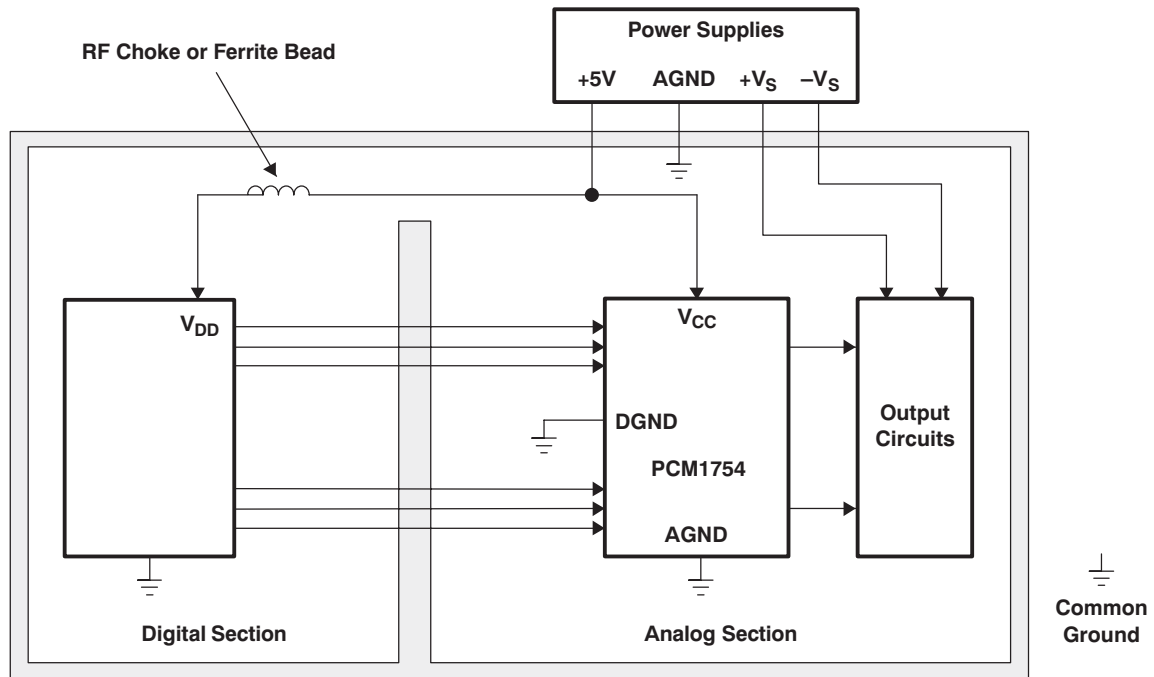 Power Supplies
RF Choke or Ferrite Bead
+5V AGND +VS –VS
VDD
VCC
DGND
Output
Circuits
PCM1754
AGND
Common
Ground
Digital Section
Analog Section